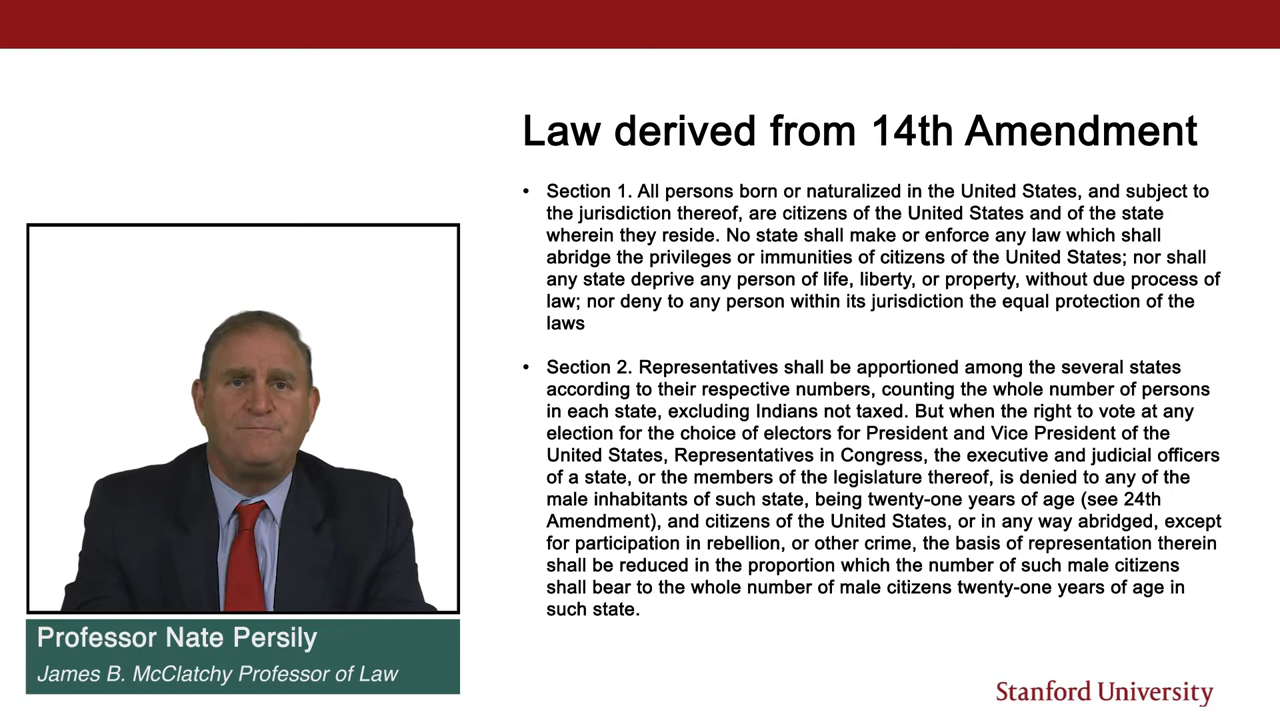 Law derived from 14th Amendment
• Section 1. All persons born or naturalized in the United States, and subject to
the jurisdiction thereof, are citizens of the United States and of the state
wherein they reside. No state shall make or enforce any law which shall
abridge the privileges or immunities of citizens of the United States; nor shall
any state deprive any person of life, liberty, or property, without due process of
law; nor deny to any person within its jurisdiction the equal protection of the
laws
• Section 2. Representatives shall be apportioned among the several states
according to their respective numbers, counting the whole number of persons
in each state, excluding Indians not taxed. But when the right to vote at any
election for the choice of electors for President and Vice President of the
United States, Representatives in Congress, the executive and judicial officers
of a state, or the members of the legislature thereof, is denied to any of the
male inhabitants of such state, being twenty-one years of age (see 24th
Amendment), and citizens of the United States, or in any way abridged, except
for participation in rebellion, or other crime, the basis of representation therein
shall be reduced in the proportion which the number of such male citizens
shall bear to the whole number of male citizens twenty-one years of age in
such state.
Professor Nate Persily
James B. McClatchy Professor of Law
Stanford University